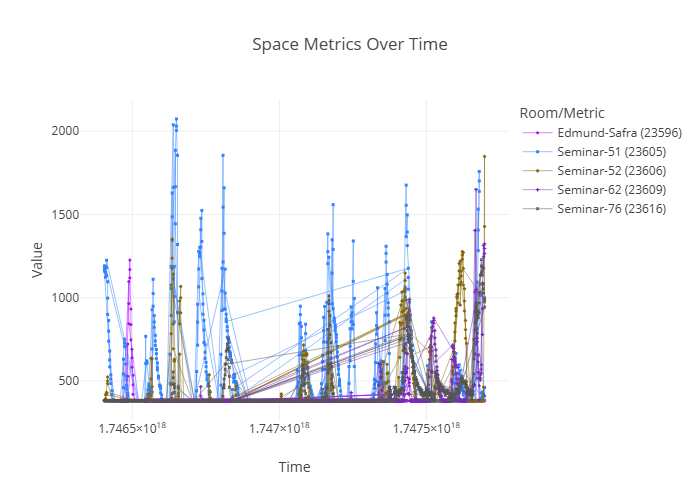 Space Metrics Over Time
Room/Metric
Edmund-Safra (23596)
Seminar-51 (23605)
Seminar-52 (23606)
Seminar-62 (23609)
Seminar-76 (23616)
Value
2000
1500
1000
500
1.7465×10¹⁸ 1.747×10¹⁸ 1.7475×10¹⁸
Time